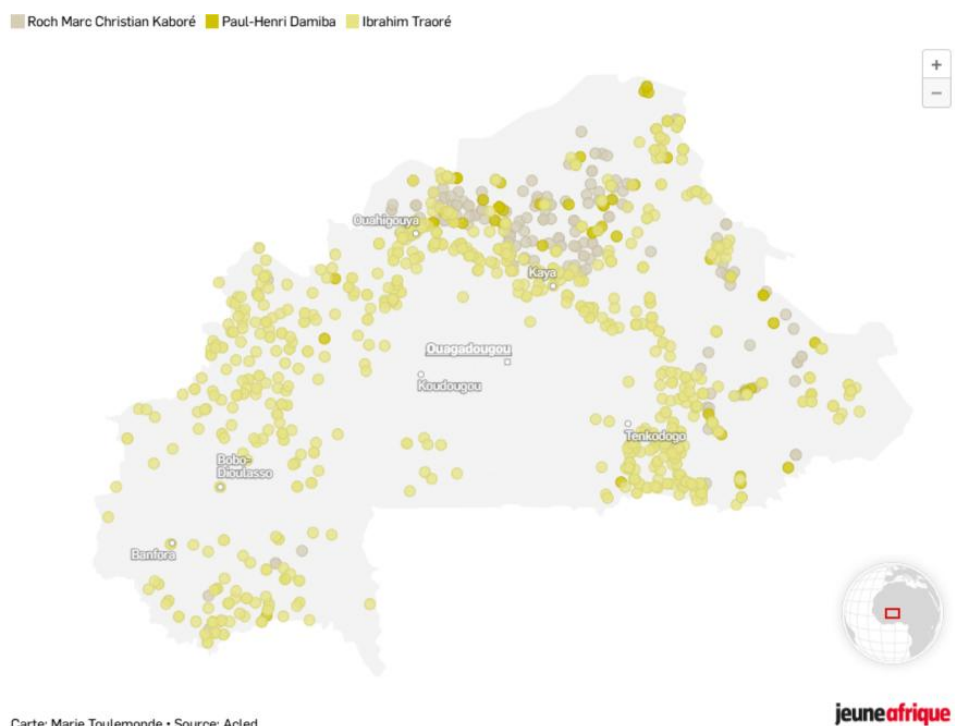 Roch Marc Christian Kaboré Paul-Henri Damiba Ibrahim Traoré
+
−
Ouahigouya
Kaya
Ouagadougou
Koudougou
Tenkodogo
Bobo-
Dioulasso
Banfora
Carte: Marie Toulemonde • Source: Acled
jeuneafrique